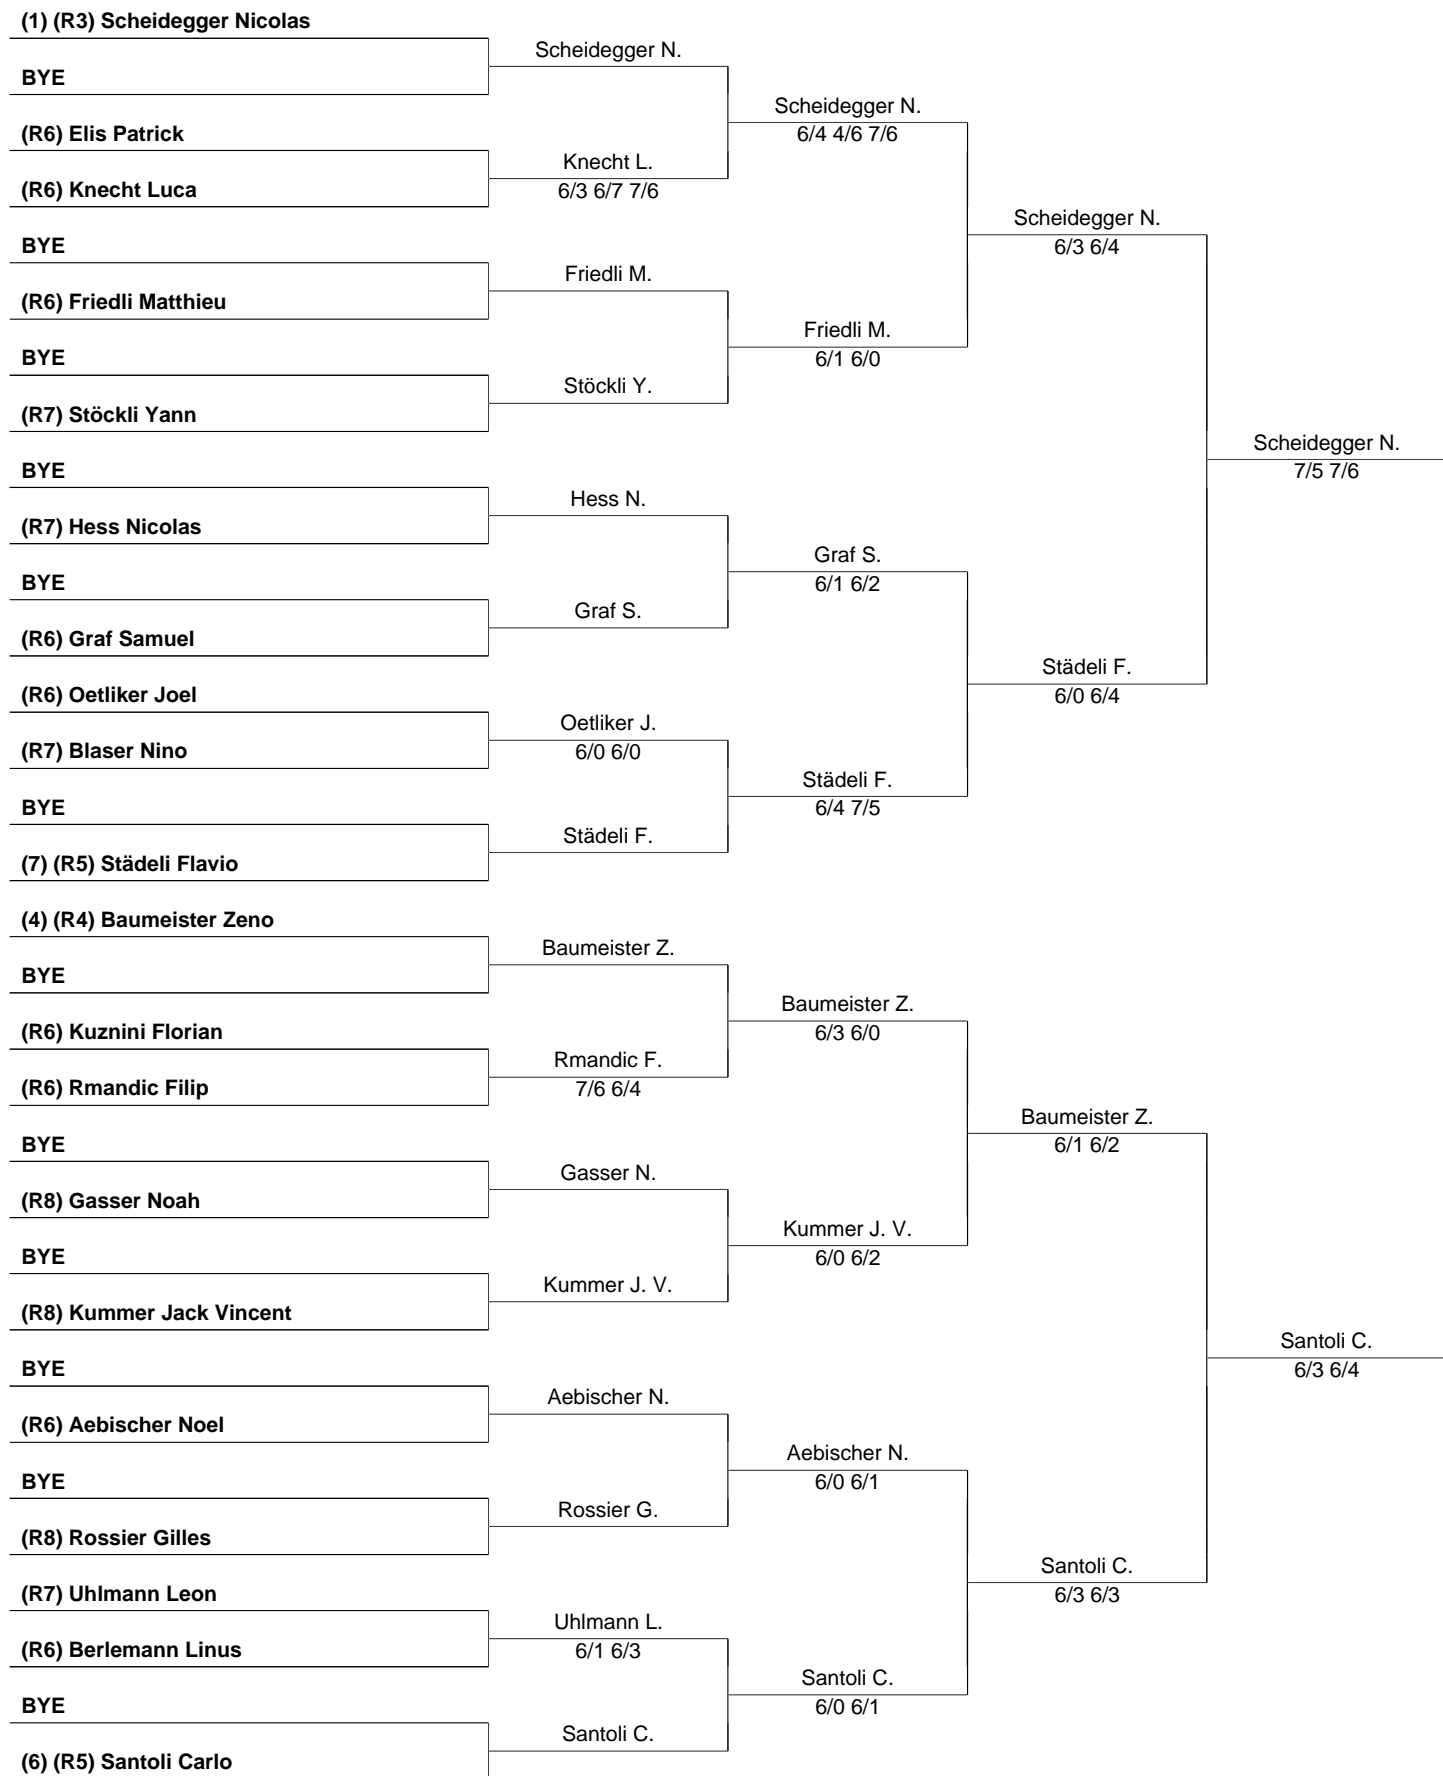 (1) (R3) Scheidegger Nicolas
Scheidegger N.
BYE
Scheidegger N.
6/4 4/6 7/6
(R6) Elis Patrick
Knecht L.
6/3 6/7 7/6
(R6) Knecht Luca
Scheidegger N.
6/3 6/4
BYE
Friedli M.
(R6) Friedli Matthieu
Friedli M.
6/1 6/0
BYE
Stöckli Y.
(R7) Stöckli Yann
Scheidegger N.
7/5 7/6
BYE
Hess N.
(R7) Hess Nicolas
Graf S.
6/1 6/2
BYE
Graf S.
(R6) Graf Samuel
Städeli F.
6/0 6/4
(R6) Oetliker Joel
Oetliker J.
6/0 6/0
(R7) Blaser Nino
Städeli F.
6/4 7/5
BYE
Städeli F.
(7) (R5) Städeli Flavio
(4) (R4) Baumeister Zeno
Baumeister Z.
BYE
Baumeister Z.
6/3 6/0
(R6) Kuznini Florian
Rmandic F.
7/6 6/4
(R6) Rmandic Filip
Baumeister Z.
6/1 6/2
BYE
Gasser N.
(R8) Gasser Noah
Kummer J. V.
6/0 6/2
BYE
Kummer J. V.
(R8) Kummer Jack Vincent
Santoli C.
6/3 6/4
BYE
Aebischer N.
(R6) Aebischer Noel
Aebischer N.
6/0 6/1
BYE
Rossier G.
(R8) Rossier Gilles
Santoli C.
6/3 6/3
(R7) Uhlmann Leon
Uhlmann L.
6/1 6/3
(R6) Berlemann Linus
Santoli C.
6/0 6/1
BYE
Santoli C.
(6) (R5) Santoli Carlo